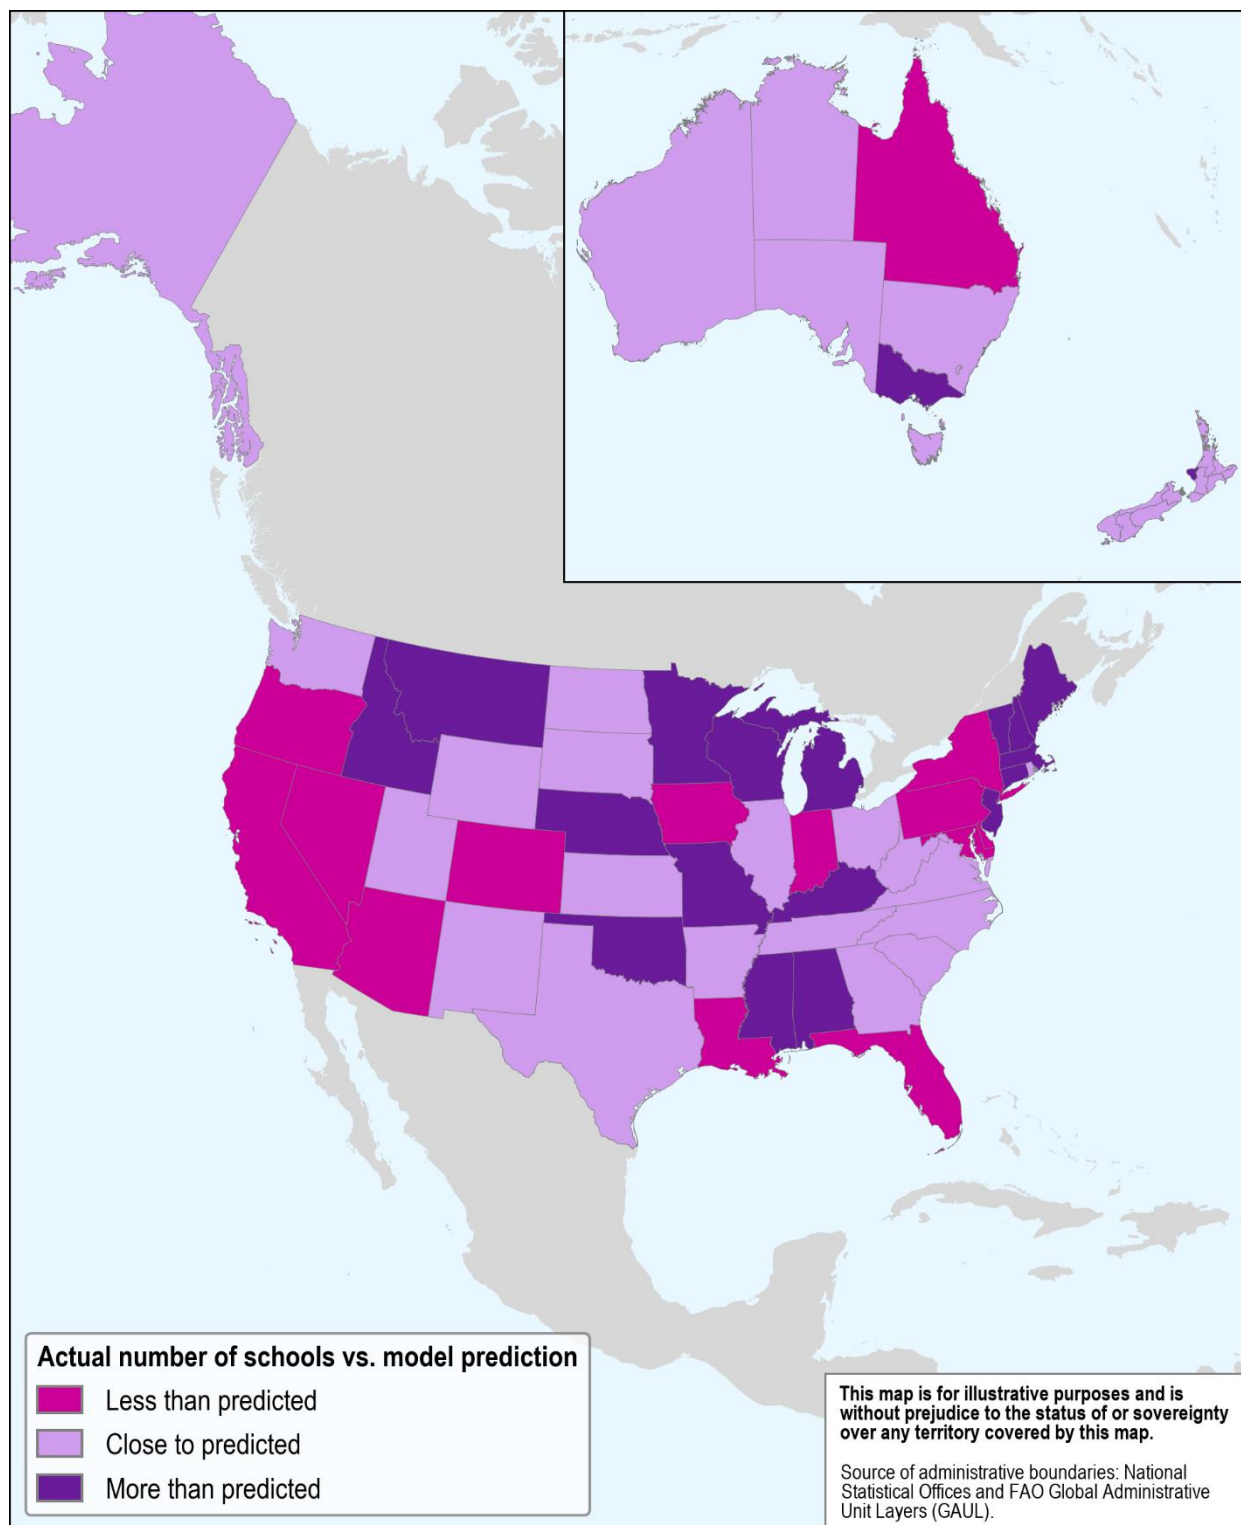 Actual number of schools vs. model prediction
Less than predicted
Close to predicted
More than predicted
This map is for illustrative purposes and is
without prejudice to the status of or sovereignty
over any territory covered by this map.
Source of administrative boundaries: National
Statistical Offices and FAO Global Administrative
Unit Layers (GAUL).